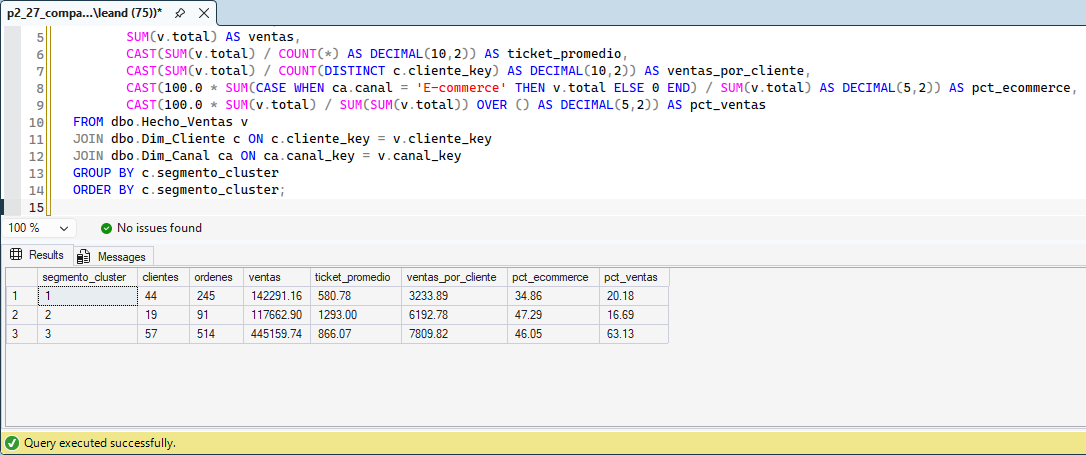 p2_27_compa...\leand (75))*
5 SUM(v.total) AS ventas,
6 CAST(SUM(v.total) / COUNT(*) AS DECIMAL(10,2)) AS ticket_promedio,
7 CAST(SUM(v.total) / COUNT(DISTINCT c.cliente_key) AS DECIMAL(10,2)) AS ventas_por_cliente,
8 CAST(100.0 * SUM(CASE WHEN ca.canal = 'E-commerce' THEN v.total ELSE 0 END) / SUM(v.total) AS DECIMAL(5,2)) AS pct_ecommerce,
9 CAST(100.0 * SUM(v.total) / SUM(SUM(v.total)) OVER () AS DECIMAL(5,2)) AS pct_ventas
10 FROM dbo.Hecho_Ventas v
11 JOIN dbo.Dim_Cliente c ON c.cliente_key = v.cliente_key
12 JOIN dbo.Dim_Canal ca ON ca.canal_key = v.canal_key
13 GROUP BY c.segmento_cluster
14 ORDER BY c.segmento_cluster;
15
100 % No issues found
Results Messages
segmento_cluster clientes ordenes ventas ticket_promedio ventas_por_cliente pct_ecommerce pct_ventas
1 1 44 245 142291.16 580.78 3233.89 34.86 20.18
2 2 19 91 117662.90 1293.00 6192.78 47.29 16.69
3 3 57 514 445159.74 866.07 7809.82 46.05 63.13
Query executed successfully.